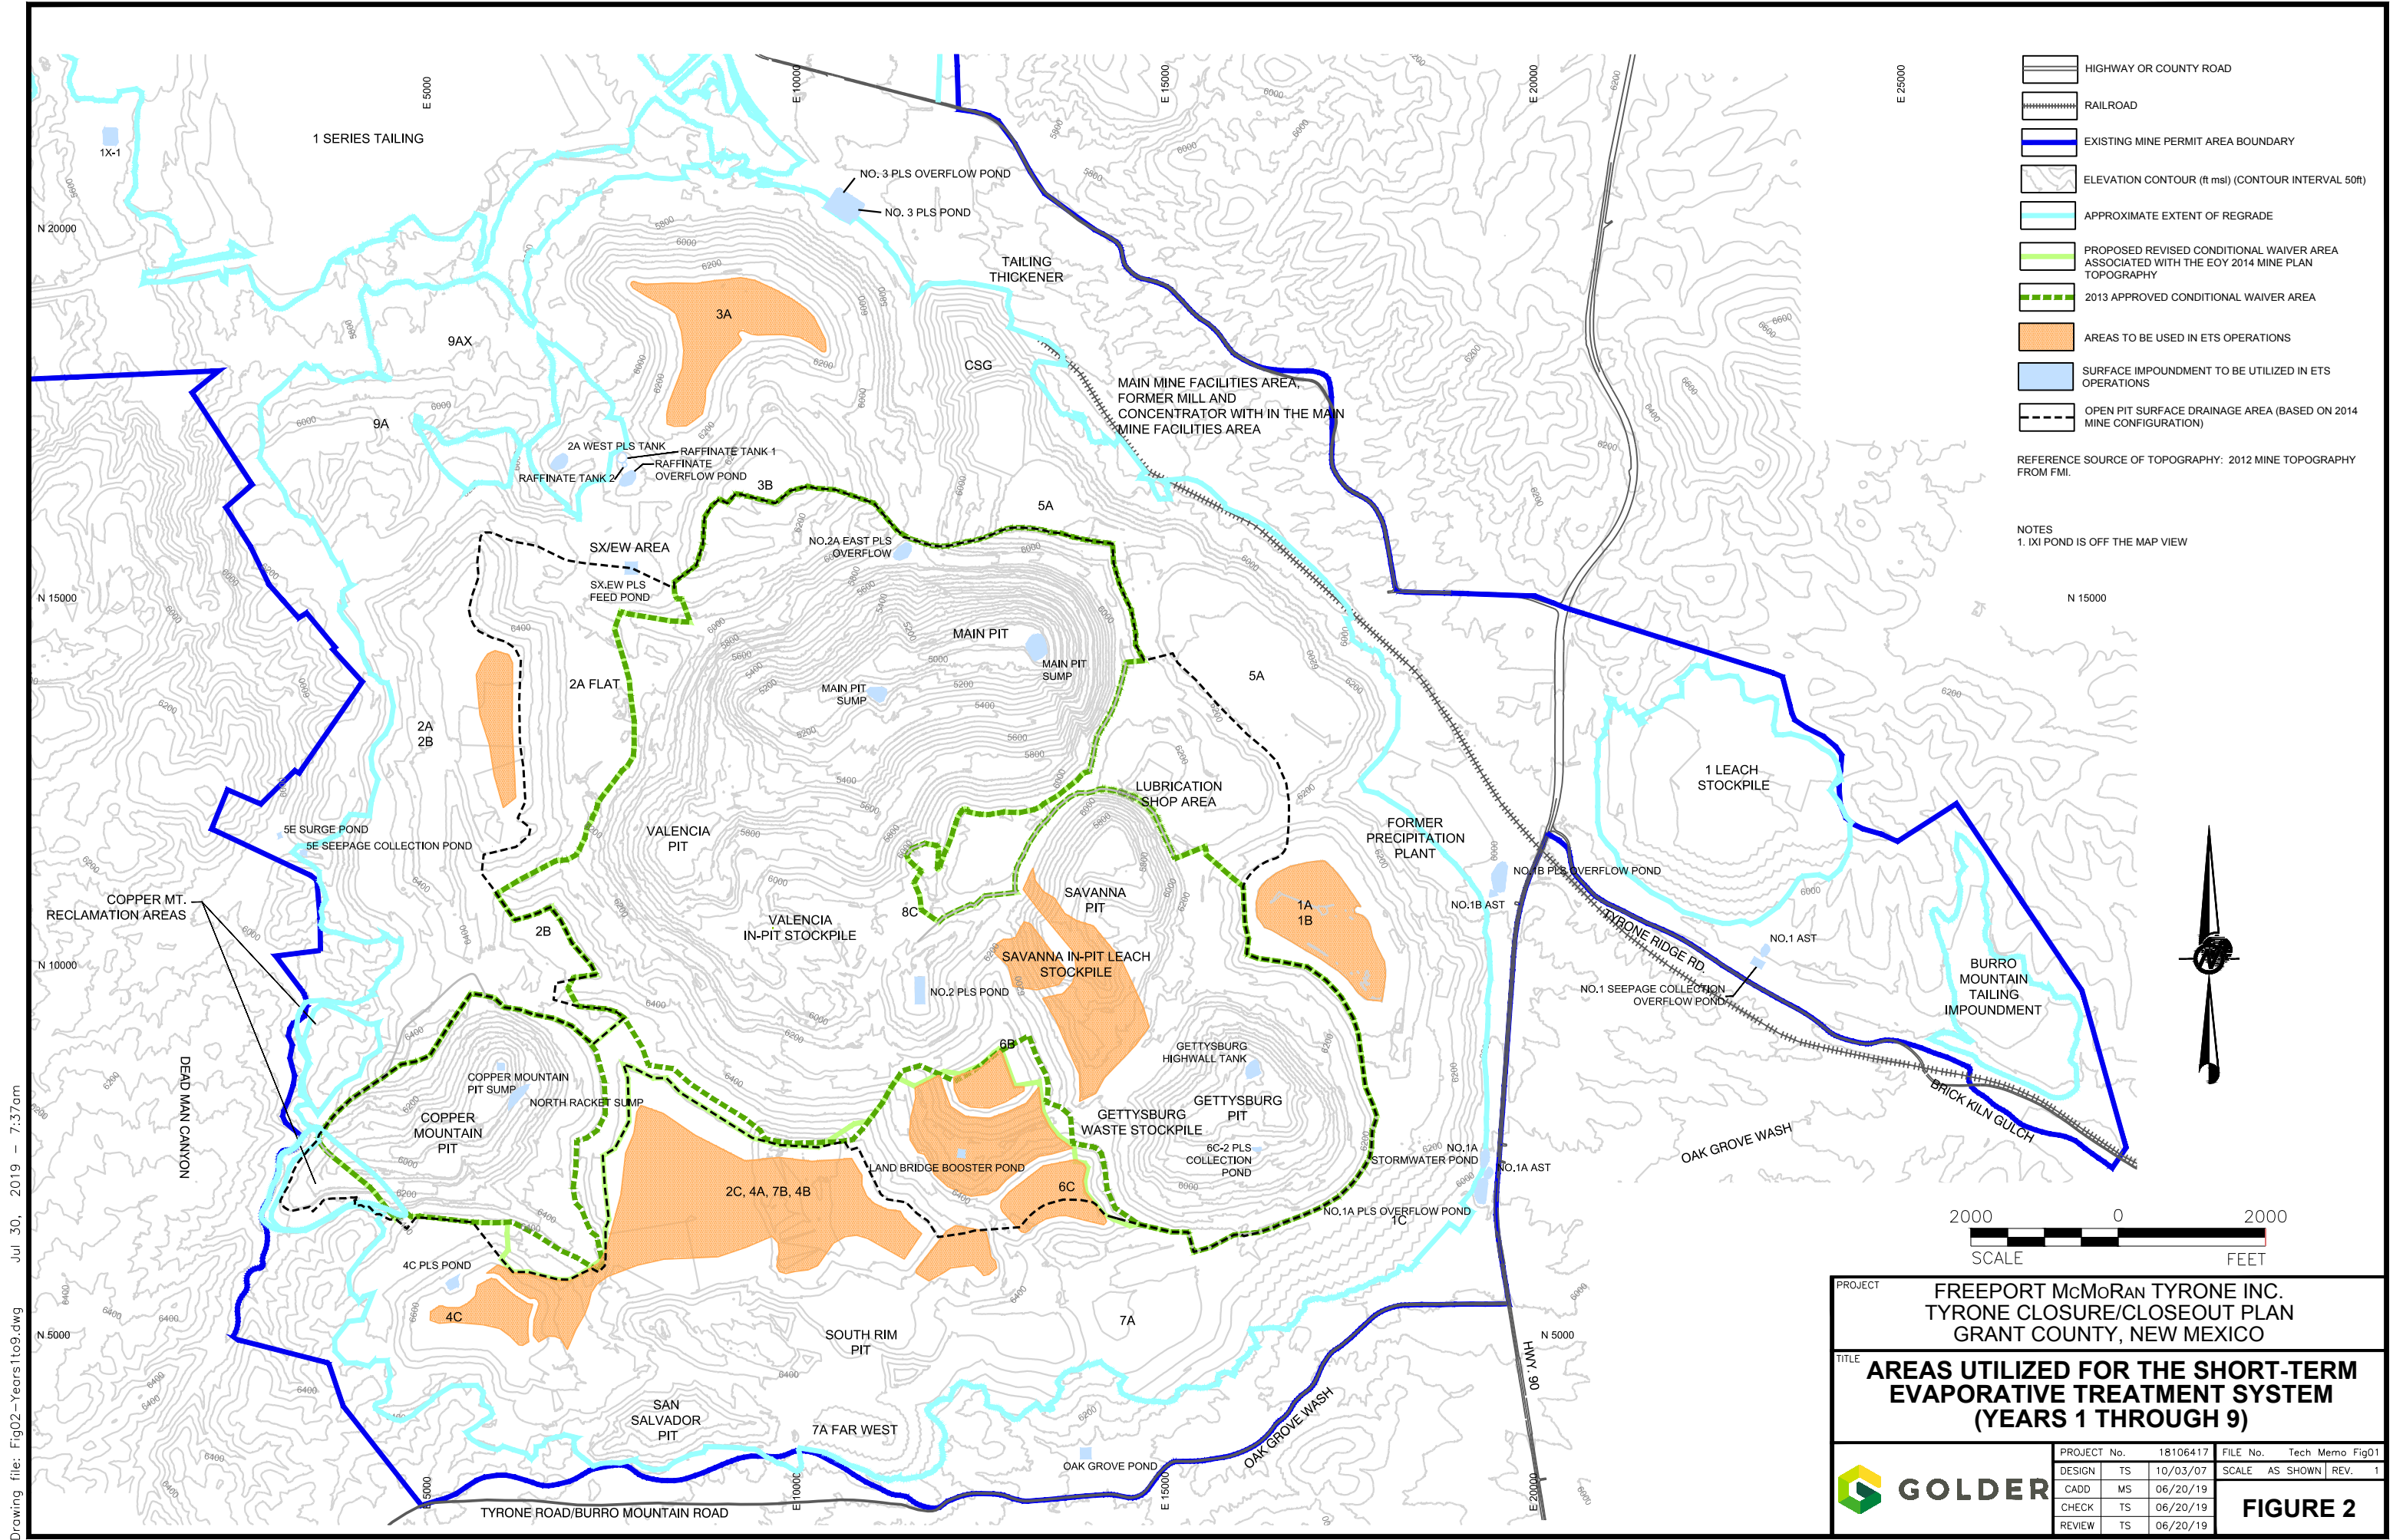 E 5000
E 10000
E 15000
E 20000
E 25000
1 SERIES TAILING
1X-1
N 20000
NO. 3 PLS OVERFLOW POND
NO. 3 PLS POND
TAILING
THICKENER
3A
9AX
9A
CSG
MAIN MINE FACILITIES AREA,
FORMER MILL AND
CONCENTRATOR WITH IN THE MAIN
MINE FACILITIES AREA
2A WEST PLS TANK
RAFFINATE TANK 1
RAFFINATE
OVERFLOW POND
RAFFINATE TANK 2
3B
5A
SX/EW AREA
NO.2A EAST PLS
OVERFLOW
SX.EW PLS
FEED POND
N 15000
N 15000
MAIN PIT
MAIN PIT
SUMP
MAIN PIT
SUMP
2A FLAT
5A
2A
2B
LUBRICATION
SHOP AREA
1 LEACH
STOCKPILE
5E SURGE POND
5E SEEPAGE COLLECTION POND
VALENCIA
PIT
FORMER
PRECIPITATION
PLANT
COPPER MT.
RECLAMATION AREAS
SAVANNA
PIT
NO.1B PLS OVERFLOW POND
NO.1B AST
1A
1B
8C
VALENCIA
IN-PIT STOCKPILE
2B
TYRONE RIDGE RD.
NO.1 AST
SAVANNA IN-PIT LEACH
STOCKPILE
N 10000
NO.2 PLS POND
NO.1 SEEPAGE COLLECTION
OVERFLOW POND
BURRO
MOUNTAIN
TAILING
IMPOUNDMENT
6B
GETTYSBURG
HIGHWALL TANK
DEAD MAN CANYON
COPPER MOUNTAIN
PIT SUMP
NORTH RACKET SUMP
COPPER
MOUNTAIN
PIT
GETTYSBURG
WASTE STOCKPILE
GETTYSBURG
PIT
BRICK KILN GULCH
OAK GROVE WASH
6C-2 PLS
COLLECTION
POND
NO.1A
STORMWATER POND
NO.1A AST
LAND BRIDGE BOOSTER POND
2C, 4A, 7B, 4B
6C
NO.1A PLS OVERFLOW POND
1C
4C PLS POND
4C
N 5000
N 5000
7A
SOUTH RIM
PIT
HWY. 90
SAN
SALVADOR
PIT
7A FAR WEST
OAK GROVE WASH
OAK GROVE POND
E 5000
E 10000
E 15000
E 20000
TYRONE ROAD/BURRO MOUNTAIN ROAD
HIGHWAY OR COUNTY ROAD
RAILROAD
EXISTING MINE PERMIT AREA BOUNDARY
ELEVATION CONTOUR (ft msl) (CONTOUR INTERVAL 50ft)
APPROXIMATE EXTENT OF REGRADE
PROPOSED REVISED CONDITIONAL WAIVER AREA
ASSOCIATED WITH THE EOY 2014 MINE PLAN
TOPOGRAPHY
2013 APPROVED CONDITIONAL WAIVER AREA
AREAS TO BE USED IN ETS OPERATIONS
SURFACE IMPOUNDMENT TO BE UTILIZED IN ETS
OPERATIONS
OPEN PIT SURFACE DRAINAGE AREA (BASED ON 2014
MINE CONFIGURATION)
REFERENCE SOURCE OF TOPOGRAPHY: 2012 MINE TOPOGRAPHY
FROM FMI.
NOTES
1. IXI POND IS OFF THE MAP VIEW
2000 0 2000
SCALE FEET
PROJECT
FREEPORT McMoRAN TYRONE INC.
TYRONE CLOSURE/CLOSEOUT PLAN
GRANT COUNTY, NEW MEXICO
TITLE
AREAS UTILIZED FOR THE SHORT-TERM
EVAPORATIVE TREATMENT SYSTEM
(YEARS 1 THROUGH 9)
GOLDER
PROJECT No. 18106417 FILE No. Tech Memo Fig01
DESIGN TS 10/03/07 SCALE AS SHOWN REV. 1
CADD MS 06/20/19
CHECK TS 06/20/19
REVIEW TS 06/20/19
FIGURE 2
Drawing file: Fig02-Years1to9.dwg Jul 30, 2019 - 7:37am